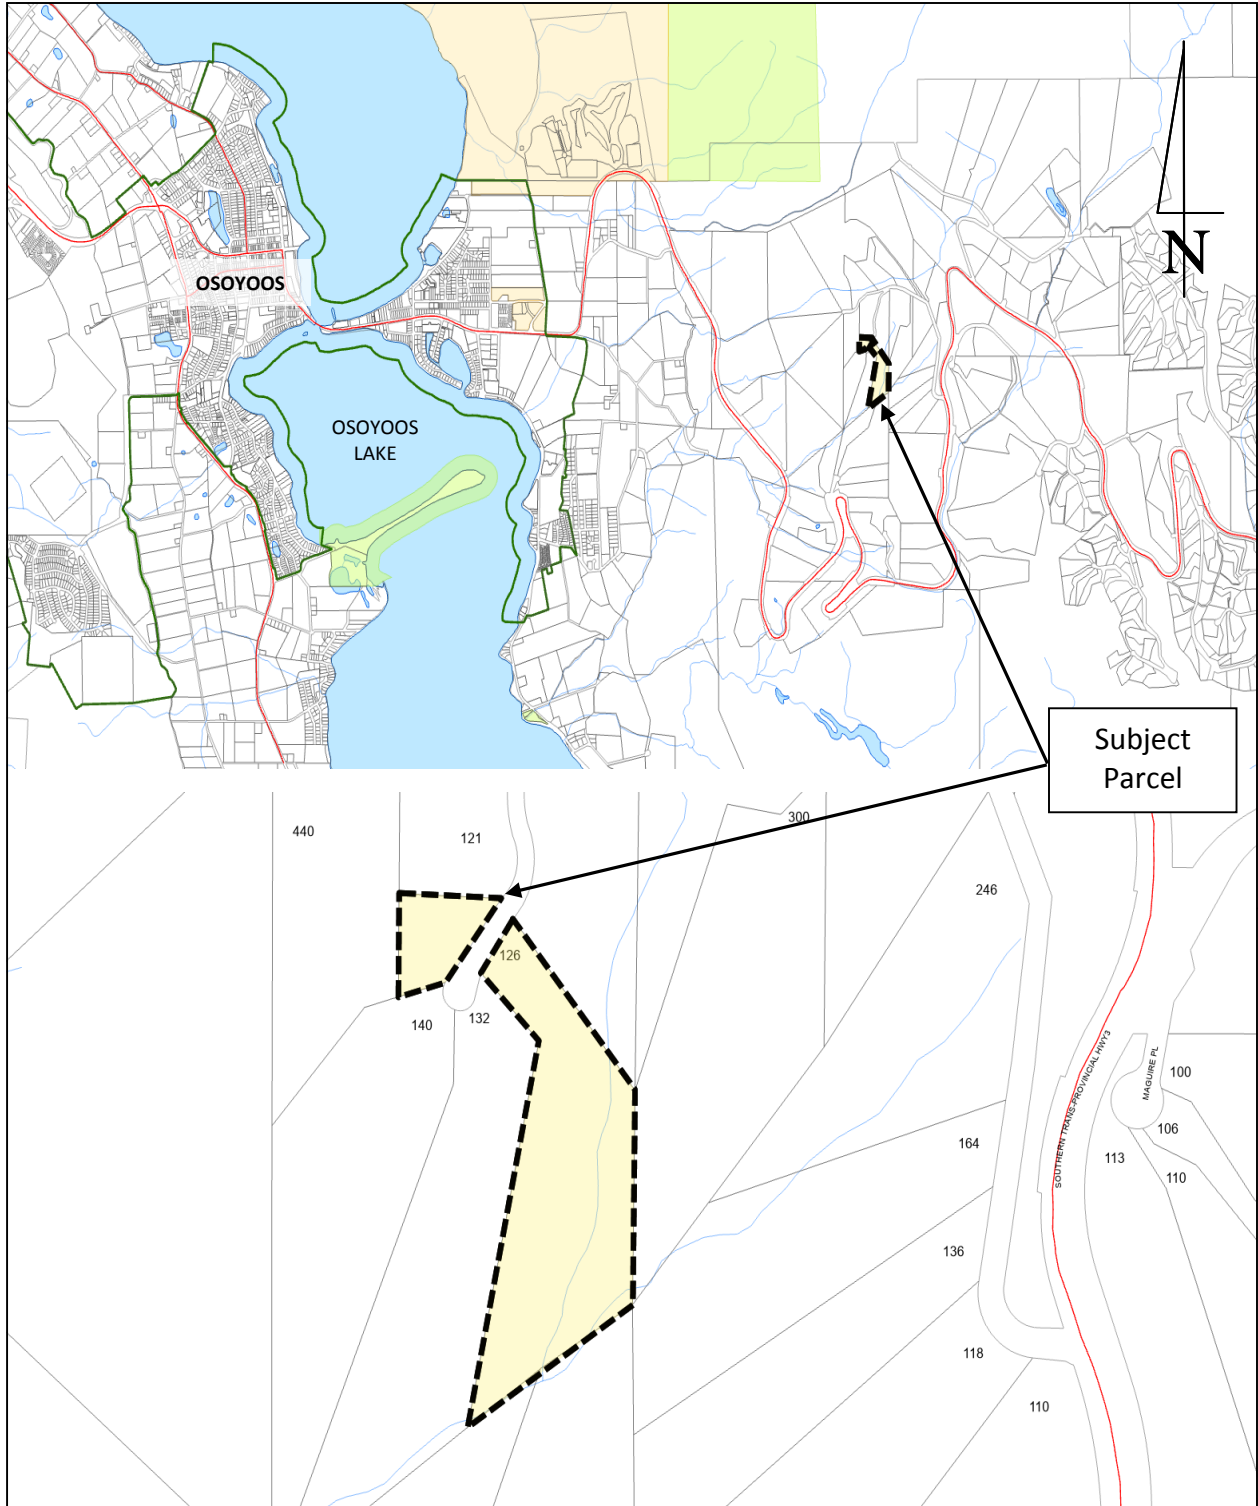 N
OSOYOOS
OSOYOOS
LAKE
Subject
Parcel
440
121
300
246
126
140
132
SOUTHERN TRANS-PROVINCIAL HWY3
MAGUIRE PL
100
106
113
110
164
136
118
110